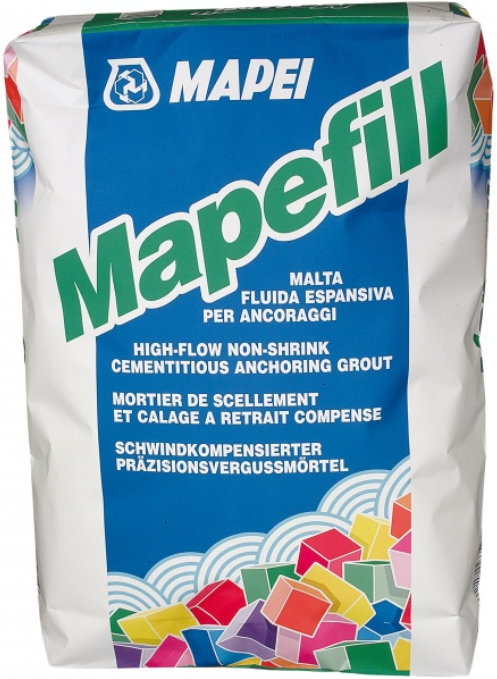 MAPEI
Mapefill
MALTA
FLUIDA ESPANSIVA
PER ANCORAGGI
HIGH-FLOW NON-SHRINK
CEMENTITIOUS ANCHORING GROUT
MORTIER DE SCELLEMENT
ET CALAGE A RETRAIT COMPENSE
SCHWINDKOMPENSIERTER
PRÄZISIONSVERGUSSMÖRTEL